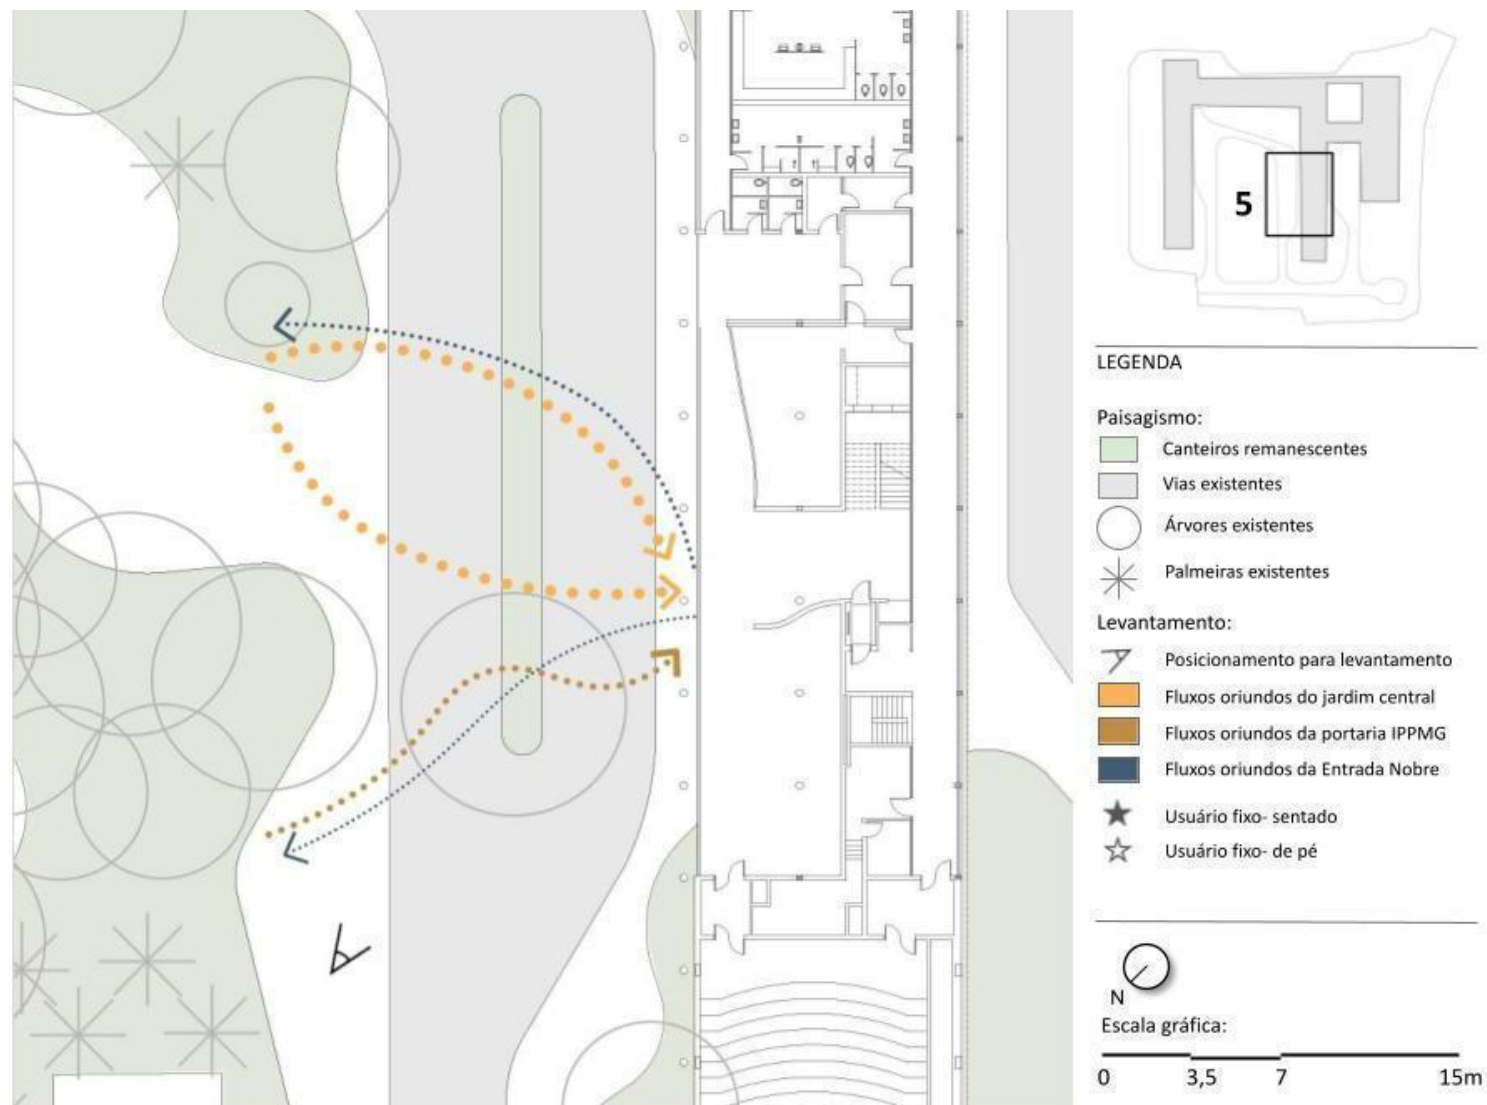 5
LEGENDA
Paisagismo:
Canteiros remanescentes
Vias existentes
Árvores existentes
Palmeiras existentes
Levantamento:
Posicionamento para levantamento
Fluxos oriundos do jardim central
Fluxos oriundos da portaria IPPMG
Fluxos oriundos da Entrada Nobre
Usuário fixo- sentado
Usuário fixo- de pé
N
Escala gráfica:
0 3,5 7 15m